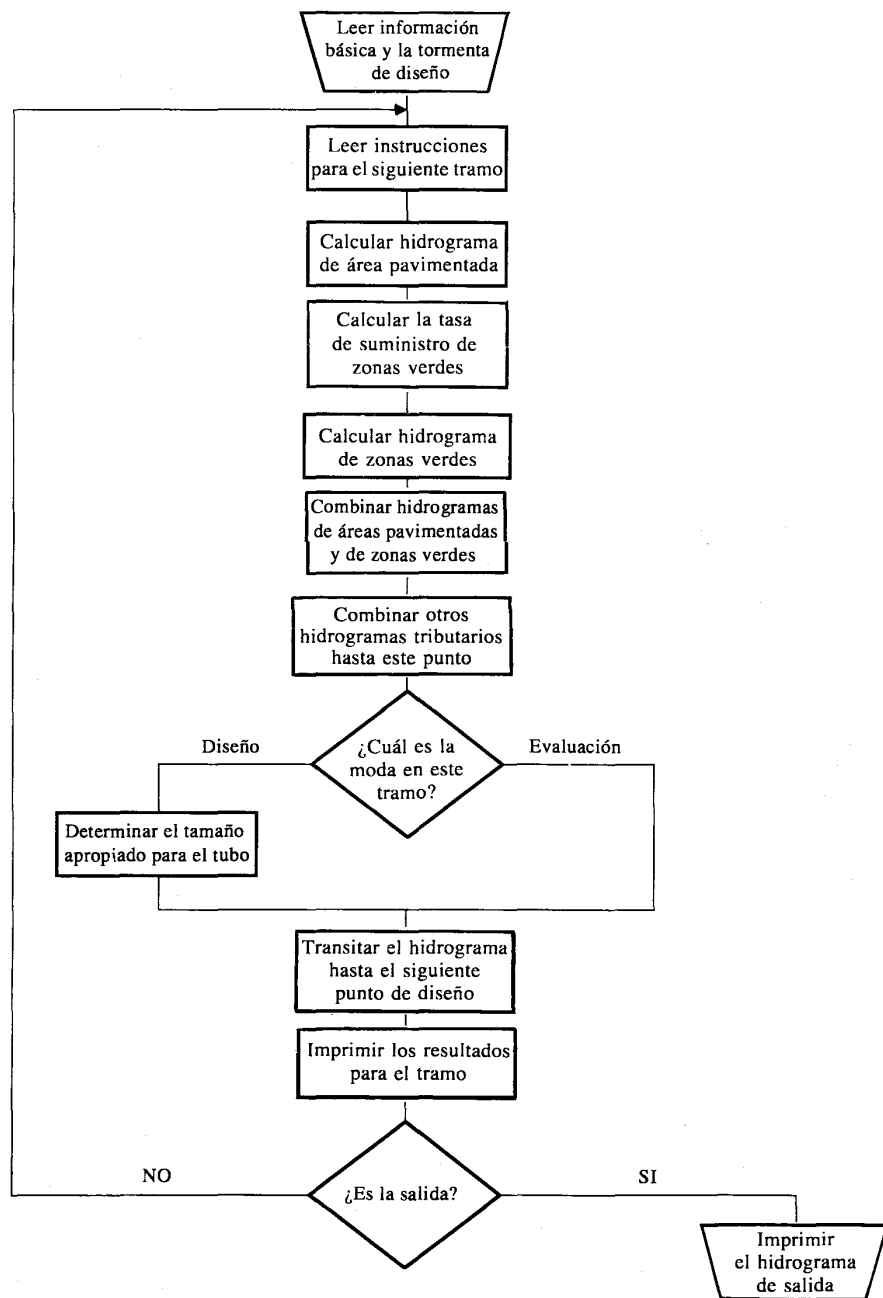 Leer información
básica y la tormenta
de diseño
Leer instrucciones
para el siguiente tramo
Calcular hidrograma
de área pavimentada
Calcular la tasa
de suministro de
zonas verdes
Calcular hidrograma
de zonas verdes
Combinar hidrogramas
de áreas pavimentadas
y de zonas verdes
Combinar otros
hidrogramas tributarios
hasta este punto
Diseño
¿Cuál es la
moda en este
tramo?
Evaluación
Determinar el tamaño
apropiado para el tubo
Transitar el hidrograma
hasta el siguiente
punto de diseño
Imprimir los resultados
para el tramo
NO
¿Es la salida?
SI
Imprimir
el hidrograma
de salida